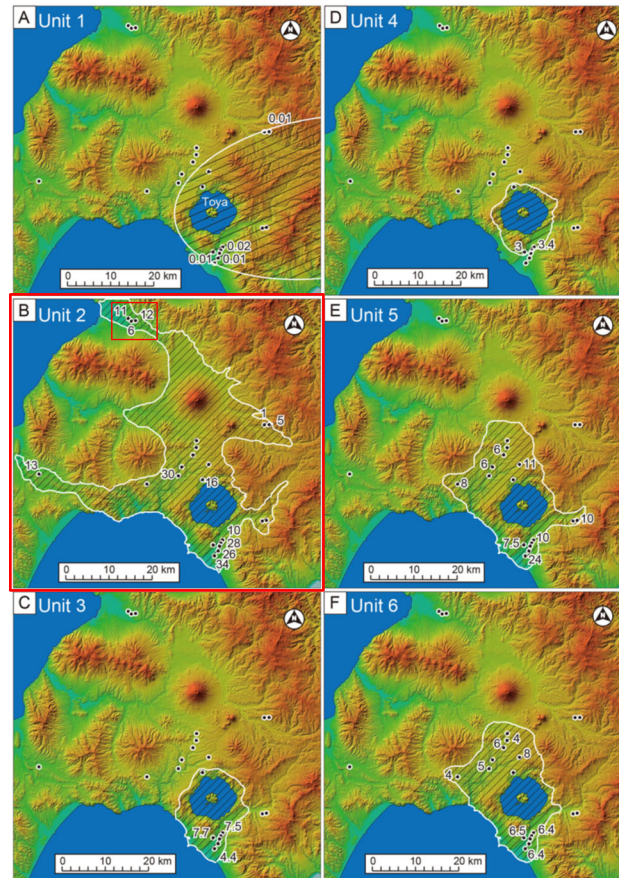 A Unit 1
0.01
Toya
0.02
0.01 0.01
0 10 20 km
B Unit 2
11 12
6
1
5
13
30
16
10
28
26
34
0 10 20 km
C Unit 3
7.5
7.7
4.4
0 10 20 km
D Unit 4
3 3.4
0 10 20 km
E Unit 5
6
6 11
8
10
10
7.5
24
0 10 20 km
F Unit 6
4
6
8
5
4
6.4
6.5
6.4
0 10 20 km